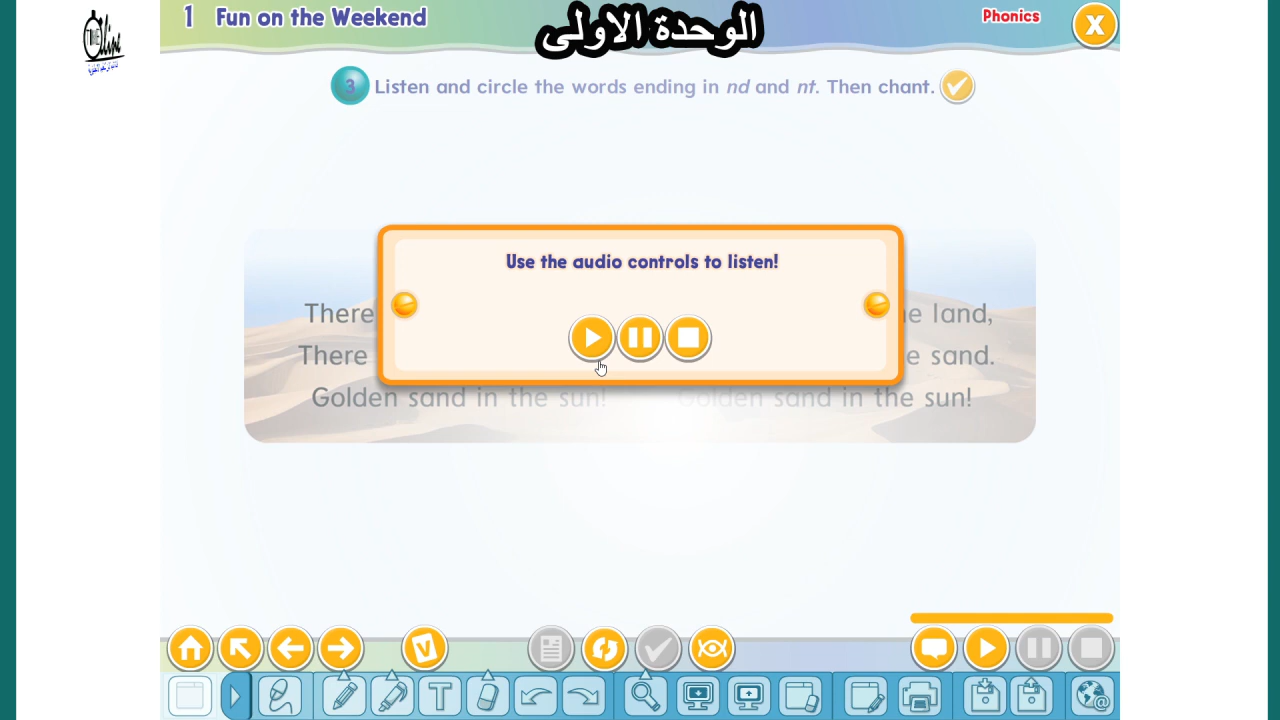 1 Fun on the Weekend
الوحدة الاولى
Phonics
X
3 Listen and circle the words ending in nd and nt. Then chant.
Use the audio controls to listen!
There
land,
There
sand.
Golden sand in the sun!
Golden sand in the sun!
V
T